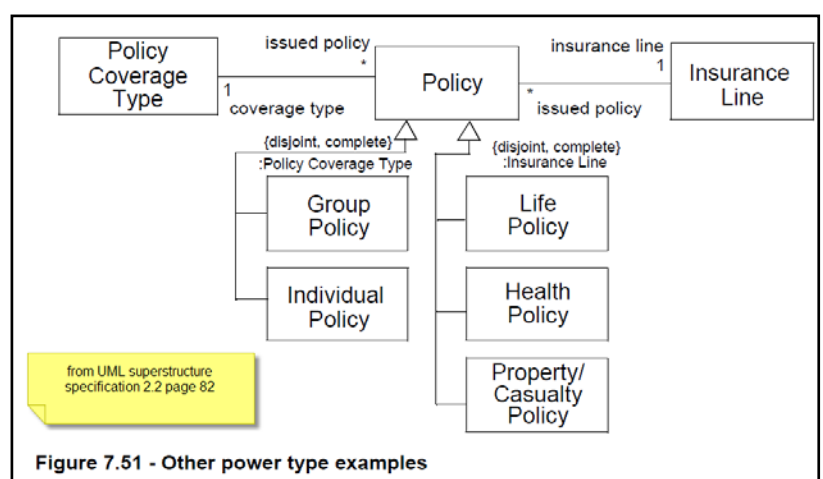 Policy
Coverage
Type
issued policy
*
1
coverage type
Policy
insurance line
1
*
issued policy
Insurance
Line
{disjoint, complete}
:Policy Coverage Type
{disjoint, complete}
:Insurance Line
Group
Policy
Individual
Policy
Life
Policy
Health
Policy
Property/
Casualty
Policy
from UML superstructure
specification 2.2 page 82
Figure 7.51 - Other power type examples